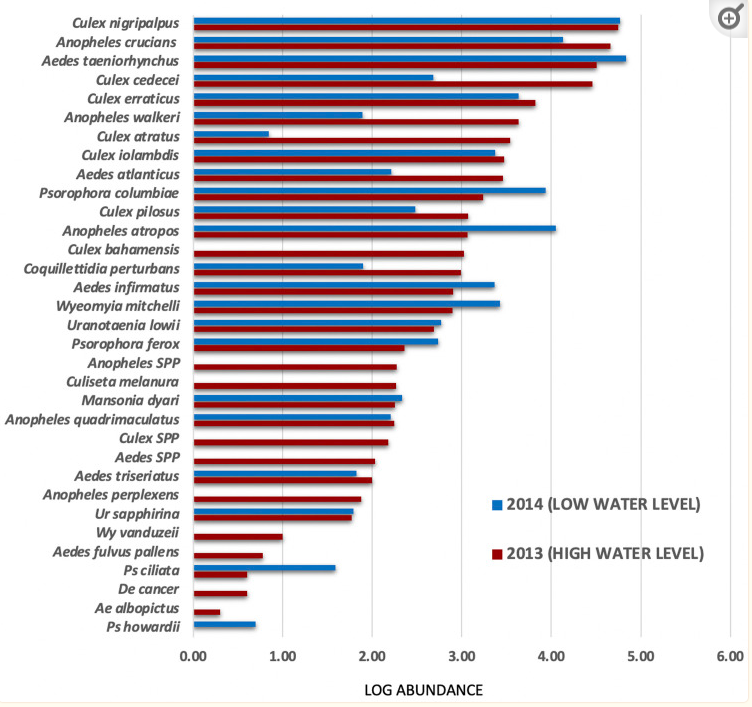 Culex nigripalpus
Anopheles crucians
Aedes taeniorhynchus
Culex cedecei
Culex erraticus
Anopheles walkeri
Culex atratus
Culex iolambdis
Aedes atlanticus
Psorophora columbiae
Culex pilosus
Anopheles atropos
Culex bahamensis
Coquillettidia perturbans
Aedes infirmatus
Wyeomyia mitchelli
Uranotaenia lowii
Psorophora ferox
Anopheles SPP
Culiseta melanura
Mansonia dyari
Anopheles quadrimaculatus
Culex SPP
Aedes SPP
Aedes triseriatus
Anopheles perplexens
Ur sapphirina
Wy vanduzeii
Aedes fulvus pallens
Ps ciliata
De cancer
Ae albopictus
Ps howardii
2014 (LOW WATER LEVEL)
2013 (HIGH WATER LEVEL)
0.00 1.00 2.00 3.00 4.00 5.00 6.00
LOG ABUNDANCE